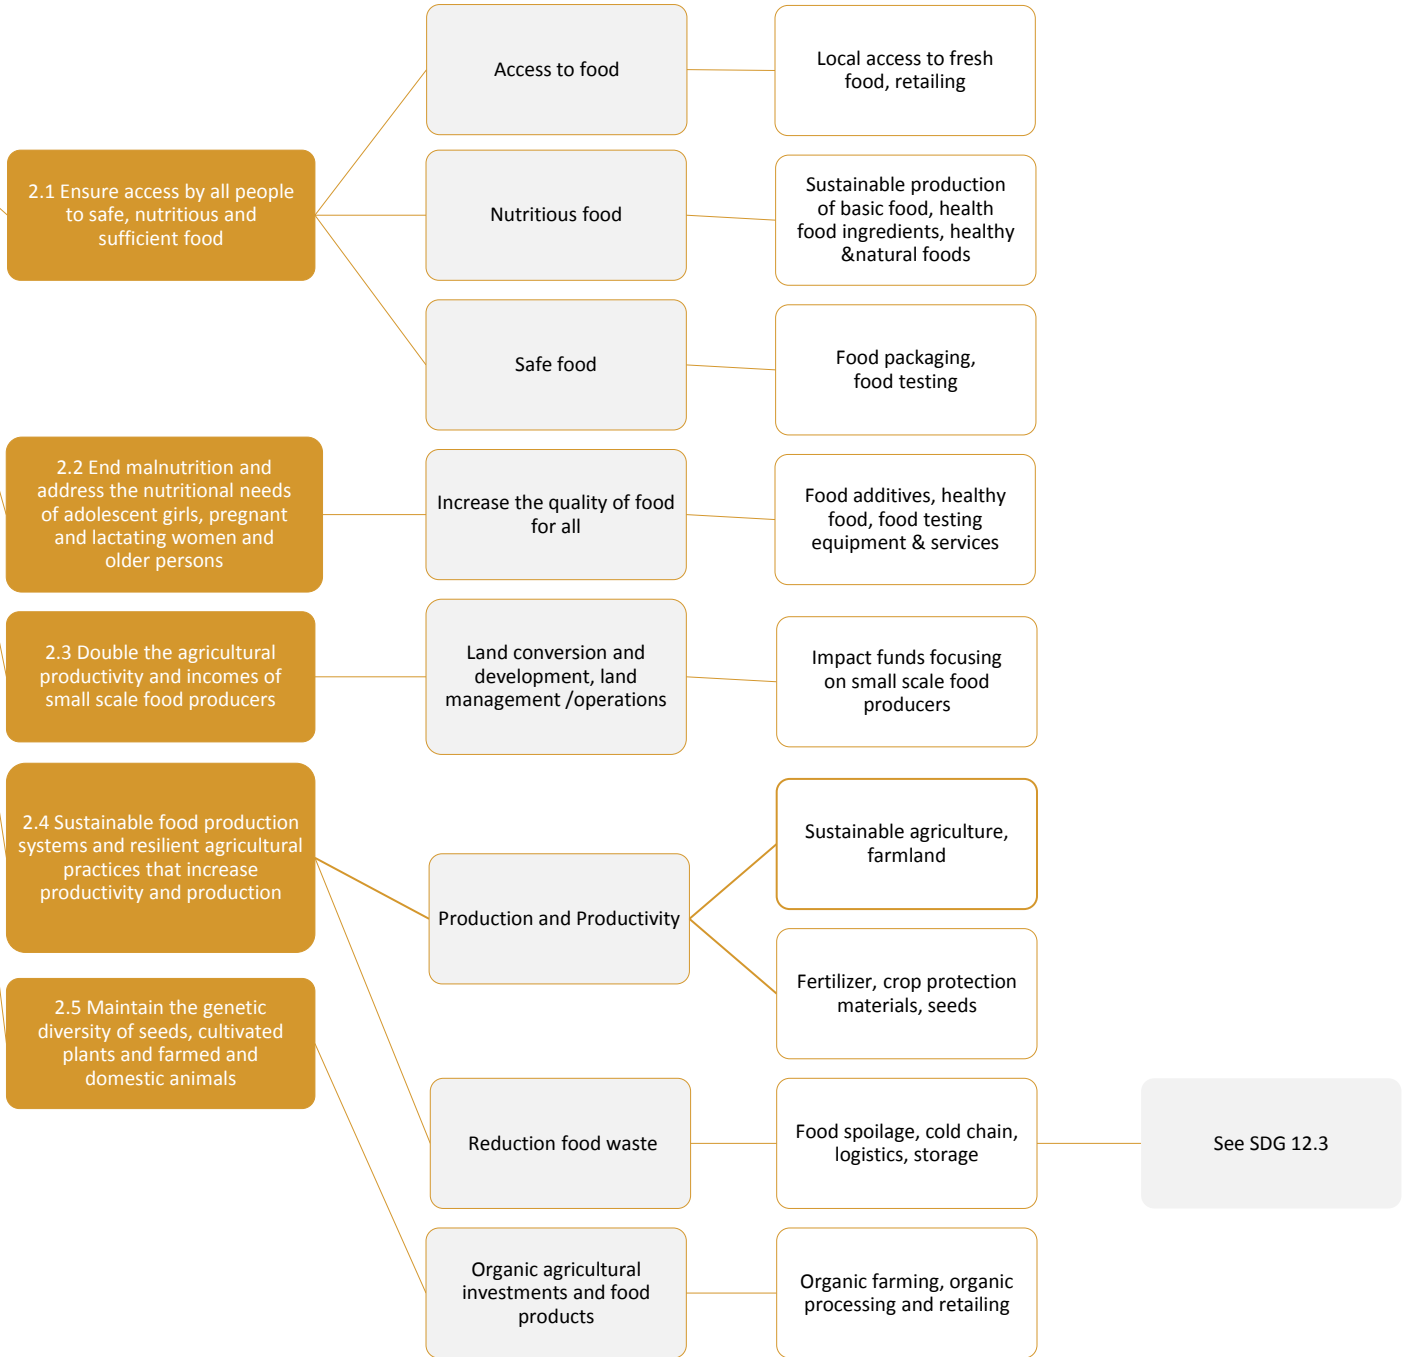 Access to food
Local access to fresh
food, retailing
2.1 Ensure access by all people
to safe, nutritious and
sufficient food
Nutritious food
Sustainable production
of basic food, health
food ingredients, healthy
&natural foods
Safe food
Food packaging,
food testing
2.2 End malnutrition and
address the nutritional needs
of adolescent girls, pregnant
and lactating women and
older persons
Increase the quality of food
for all
Food additives, healthy
food, food testing
equipment & services
2.3 Double the agricultural
productivity and incomes of
small scale food producers
Land conversion and
development, land
management /operations
Impact funds focusing
on small scale food
producers
2.4 Sustainable food production
systems and resilient agricultural
practices that increase
productivity and production
Production and Productivity
Sustainable agriculture,
farmland
Fertilizer, crop protection
materials, seeds
2.5 Maintain the genetic
diversity of seeds, cultivated
plants and farmed and
domestic animals
Reduction food waste
Food spoilage, cold chain,
logistics, storage
See SDG 12.3
Organic agricultural
investments and food
products
Organic farming, organic
processing and retailing